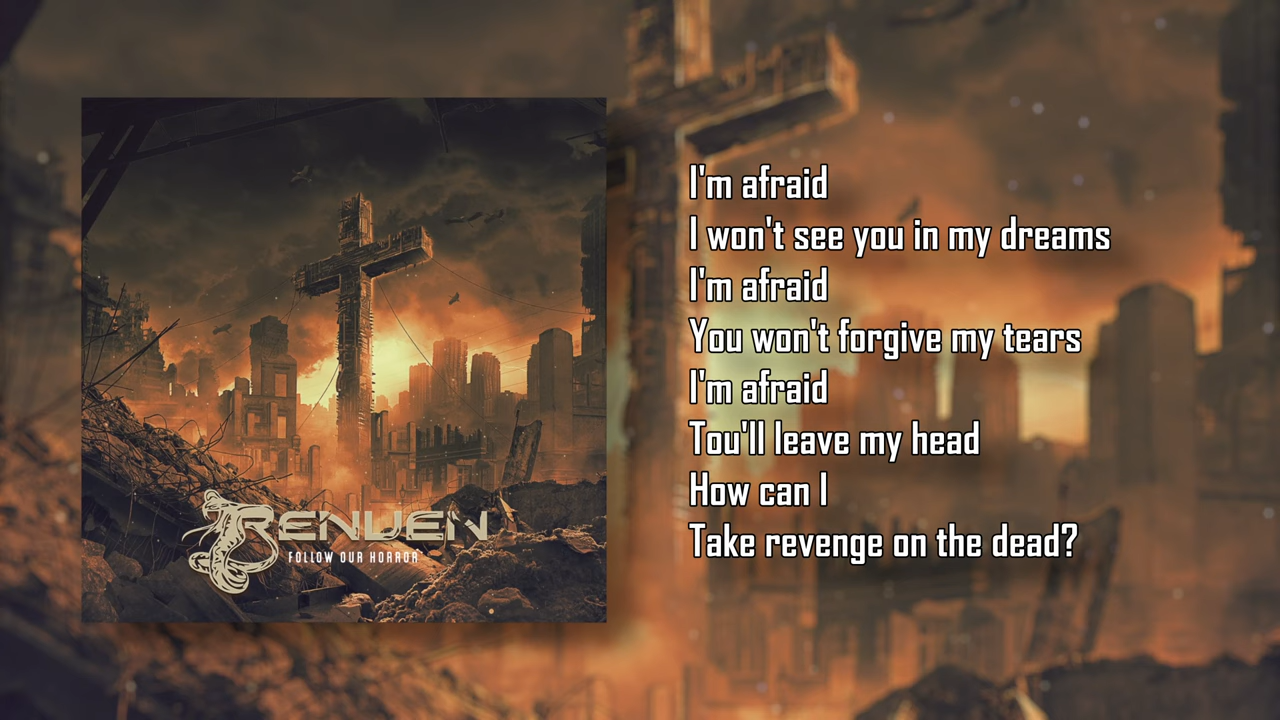 RENVEN
FOLLOW OUR HORROR
I'm afraid
I won't see you in my dreams
I'm afraid
You won't forgive my tears
I'm afraid
Tou'll leave my head
How can I
Take revenge on the dead?